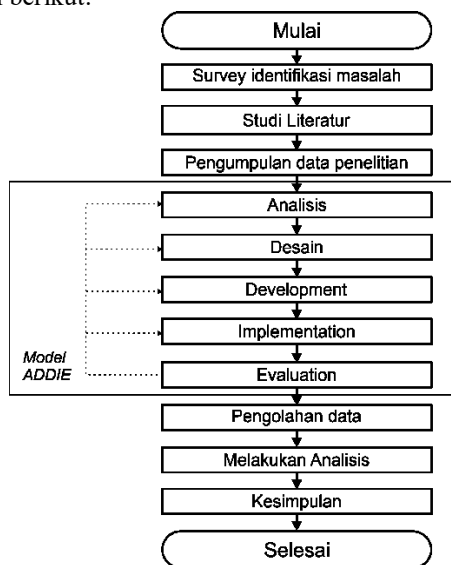 berikut:
Mulai
Survey identifikasi masalah
Studi Literatur
Pengumpulan data penelitian
Analisis
Desain
Development
Implementation
Evaluation
Model
ADDIE
Pengolahan data
Melakukan Analisis
Kesimpulan
Selesai